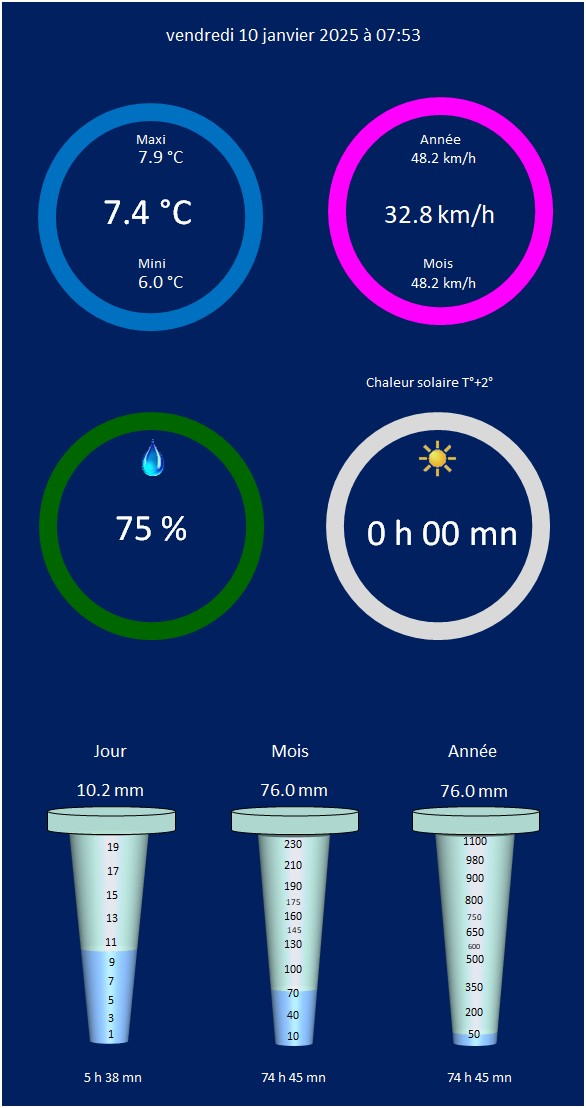 vendredi 10 janvier 2025 à 07:53
Maxi
7.9 °C
7.4 °C
Mini
6.0 °C
Année
48.2 km/h
32.8 km/h
Mois
48.2 km/h
Chaleur solaire T°+2°
75 %
0 h 00 mn
Jour
10.2 mm
19
17
15
13
11
9
7
5
3
1
5 h 38 mn
Mois
76.0 mm
230
210
190
175
160
145
130
100
70
40
10
74 h 45 mn
Année
76.0 mm
1100
980
900
800
750
650
600
500
350
200
50
74 h 45 mn